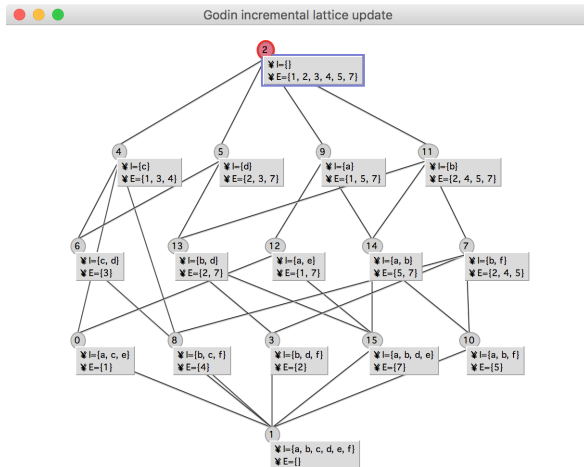 Godin incremental lattice update
2
¥ I={}
¥ E={1, 2, 3, 4, 5, 7}
4
¥ I={c}
¥ E={1, 3, 4}
5
¥ I={d}
¥ E={2, 3, 7}
9
¥ I={a}
¥ E={1, 5, 7}
11
¥ I={b}
¥ E={2, 4, 5, 7}
6
¥ I={c, d}
¥ E={3}
13
¥ I={b, d}
¥ E={2, 7}
12
¥ I={a, e}
¥ E={1, 7}
14
¥ I={a, b}
¥ E={5, 7}
7
¥ I={b, f}
¥ E={2, 4, 5}
0
¥ I={a, c, e}
¥ E={1}
8
¥ I={b, c, f}
¥ E={4}
3
¥ I={b, d, f}
¥ E={2}
15
¥ I={a, b, d, e}
¥ E={7}
10
¥ I={a, b, f}
¥ E={5}
1
¥ I={a, b, c, d, e, f}
¥ E={}